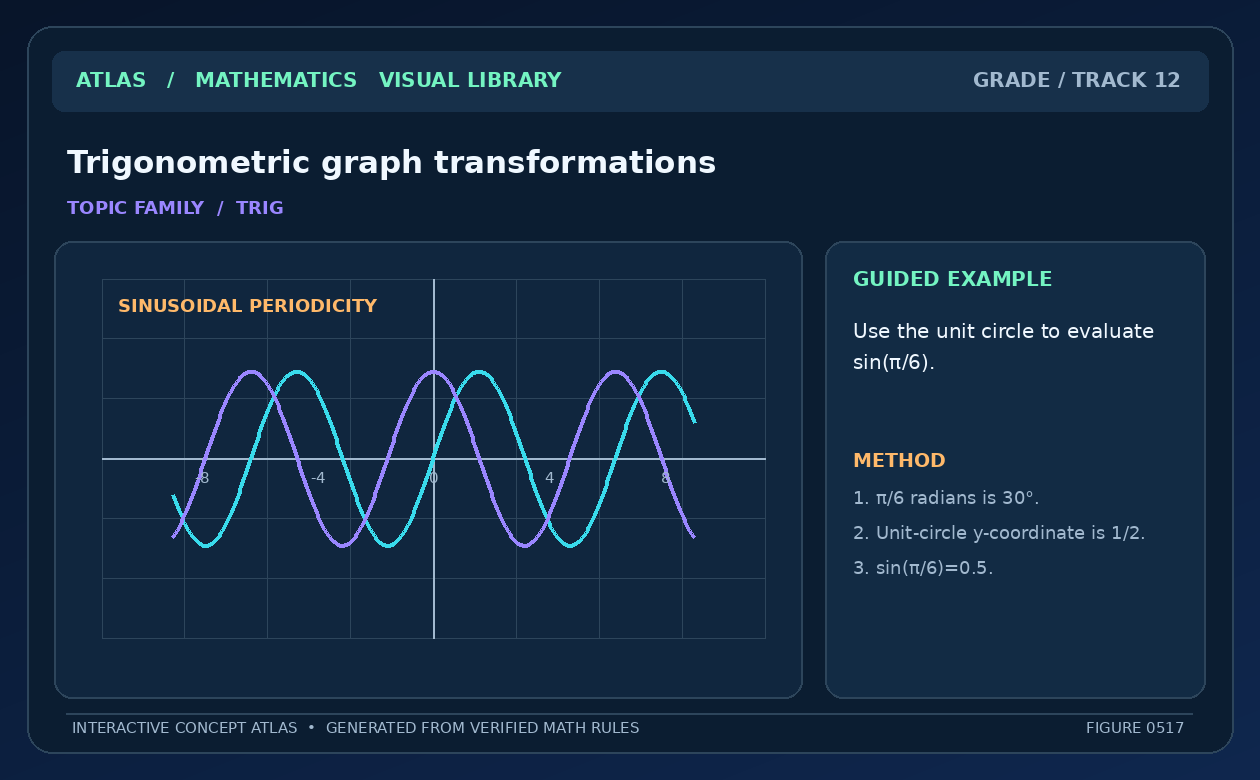 ATLAS / MATHEMATICS VISUAL LIBRARY
GRADE / TRACK 12
Trigonometric graph transformations
TOPIC FAMILY / TRIG
SINUSOIDAL PERIODICITY
-8 -4 0 4 8
GUIDED EXAMPLE
Use the unit circle to evaluate
sin(π/6).
METHOD
1. π/6 radians is 30°.
2. Unit-circle y-coordinate is 1/2.
3. sin(π/6)=0.5.
INTERACTIVE CONCEPT ATLAS • GENERATED FROM VERIFIED MATH RULES
FIGURE 0517